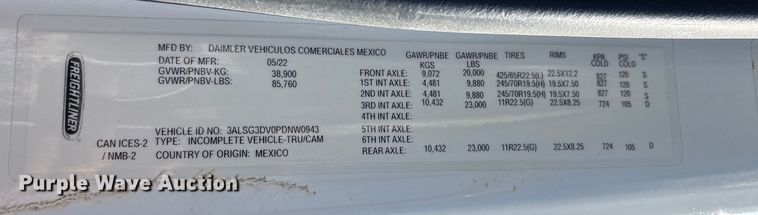 FREIGHTLINER
MFD BY: DAIMLER VEHICULOS COMERCIALES MEXICO
DATE OF MFR: 05/22
GVWR/PNBV-KG: 38,900
GVWR/PNBV-LBS: 85,760
VEHICLE ID NO: 3ALSG3DV0PDNW0943
CAN ICES-2 TYPE: INCOMPLETE VEHICLE-TRU/CAM
/ NMB-2 COUNTRY OF ORIGIN: MEXICO
GAWR/PNBE GAWR/PNBE TIRES RIMS KPA PSI "S"
KGS LBS COLD COLD
FRONT AXLE: 9,072 20,000 425/65R22.5(L) 22.5X12.2 827 120 S
1ST INT AXLE: 4,481 9,880 245/70R19.5(H) 19.5X7.50 827 120 S
2ND INT AXLE: 4,481 9,880 245/70R19.5(H) 19.5X7.50 827 120 S
3RD INT AXLE: 10,432 23,000 11R22.5(G) 22.5X8.25 724 105 D
4TH INT AXLE:
5TH INT AXLE:
6TH INT AXLE:
REAR AXLE: 10,432 23,000 11R22.5(G) 22.5X8.25 724 105 D
Purple Wave Auction